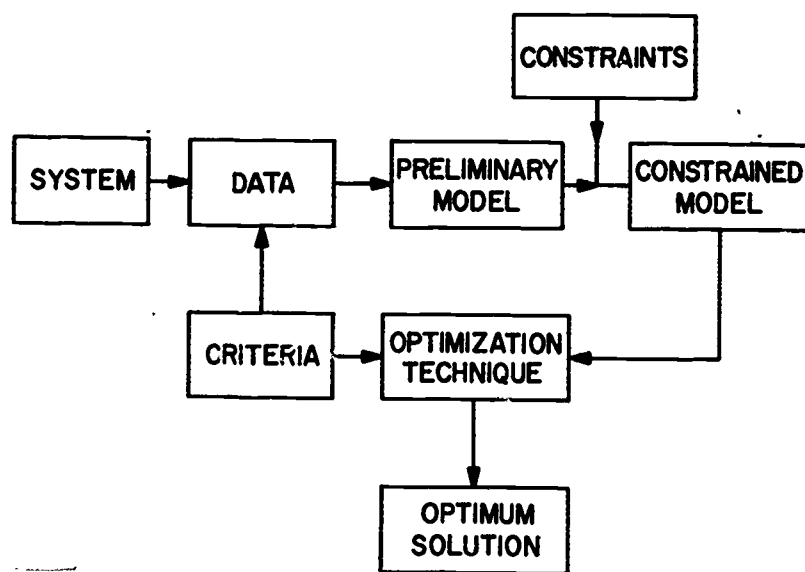 CONSTRAINTS
SYSTEM
DATA
PRELIMINARY
MODEL
CONSTRAINED
MODEL
CRITERIA
OPTIMIZATION
TECHNIQUE
OPTIMUM
SOLUTION